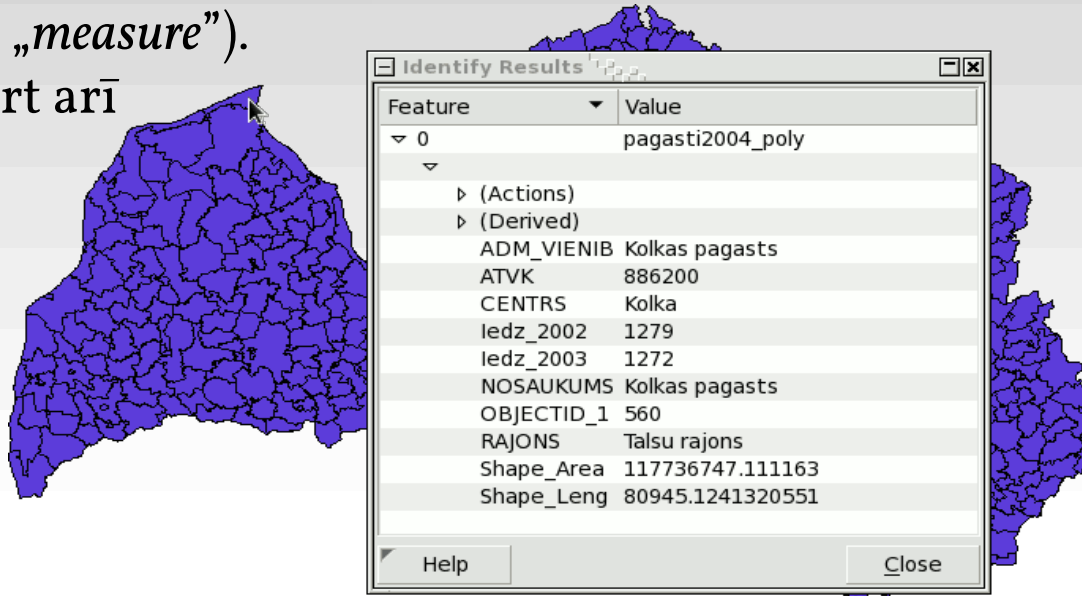 „measure”).
rt arī
Identify Results
Feature Value
0 pagasti2004_poly
(Actions)
(Derived)
ADM_VIENIB Kolkas pagasts
ATVK 886200
CENTRS Kolka
Iedz_2002 1279
Iedz_2003 1272
NOSAUKUMS Kolkas pagasts
OBJECTID_1 560
RAJONS Talsu rajons
Shape_Area 117736747.111163
Shape_Leng 80945.1241320551
Help Close